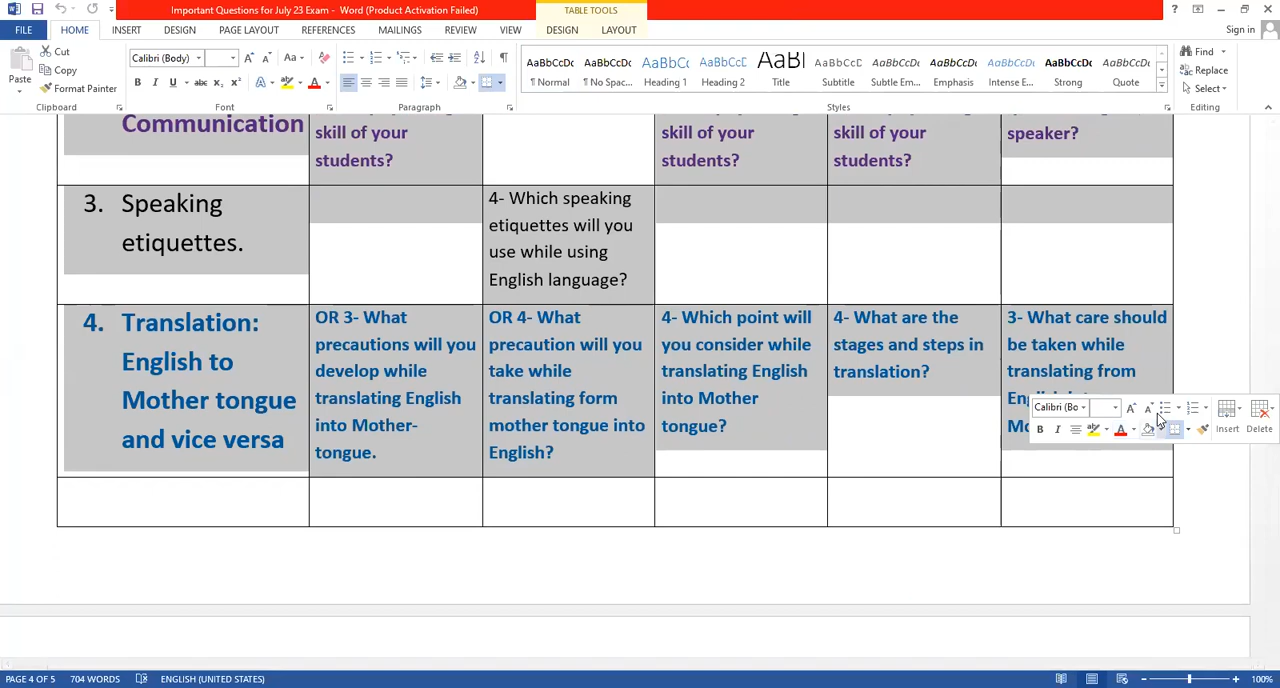 Important Questions for July 23 Exam - Word (Product Activation Failed)
TABLE TOOLS
Sign in
FILE HOME INSERT DESIGN PAGE LAYOUT REFERENCES MAILINGS REVIEW VIEW DESIGN LAYOUT
Paste
Cut
Copy
Format Painter
Clipboard
Calibri (Body)
Font
Paragraph
AaBbCcDc AaBbCcDc AaBbCc AaBbCcD AaBl AaBbCcD AaBbCcDc AaBbCcDc AaBbCcDc AaBbCcDc AaBbCcDc
¶ Normal ¶ No Spac... Heading 1 Heading 2 Title Subtitle Subtle Em... Emphasis Intense E... Strong Quote
Styles
Find
Replace
Select
Editing
Communication
skill of your
students?
skill of your
students?
skill of your
students?
speaker?
3. Speaking
etiquettes.
4- Which speaking
etiquettes will you
use while using
English language?
4. Translation:
English to
Mother tongue
and vice versa
OR 3- What
precautions will you
develop while
translating English
into Mother-
tongue.
OR 4- What
precaution will you
take while
translating form
mother tongue into
English?
4- Which point will
you consider while
translating English
into Mother
tongue?
4- What are the
stages and steps in
translation?
3- What care should
be taken while
translating from
Calibri (Bo
Insert Delete
PAGE 4 OF 5 704 WORDS ENGLISH (UNITED STATES) 100%